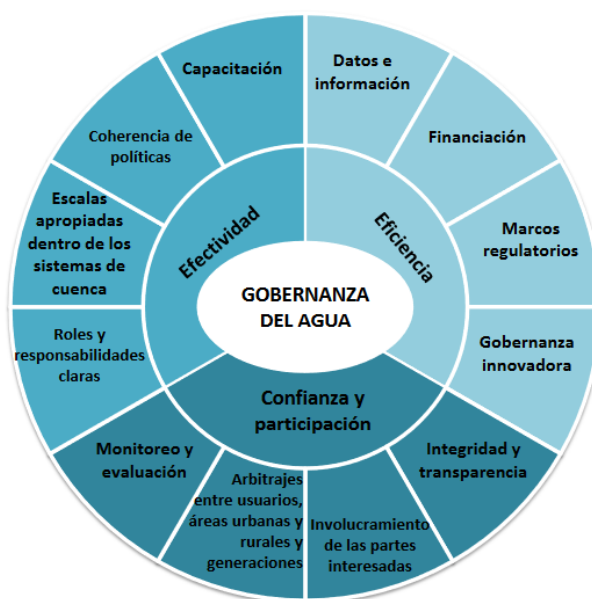 Capacitación
Datos e
información
Financiación
Marcos
regulatorios
Gobernanza
innovadora
Integridad y
transparencia
Involucramiento
de las partes
interesadas
Arbitrajes
entre usuarios,
áreas urbanas y
rurales y
generaciones
Monitoreo y
evaluación
Roles y
responsabilidades
claras
Escalas
apropiadas
dentro de los
sistemas de
cuenca
Coherencia de
políticas
Efectividad
Eficiencia
Confianza y
participación
GOBERNANZA
DEL AGUA